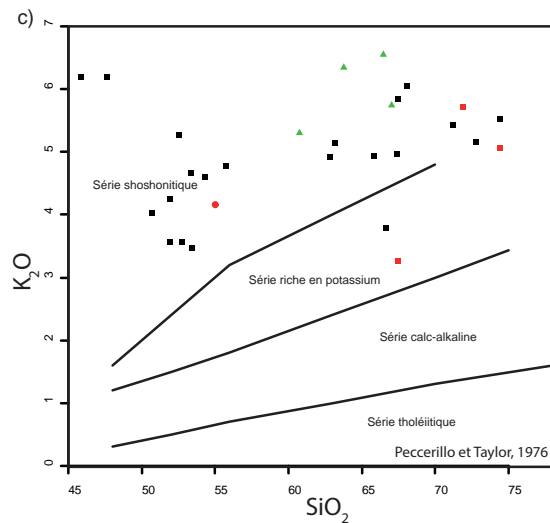 c)
7
6
5
4
3
2
1
0
K₂O
Série shoshonitique
Série riche en potassium
Série calc-alkaline
Série tholéiitique
Peccerillo et Taylor, 1976
45 50 55 60 65 70 75
SiO₂